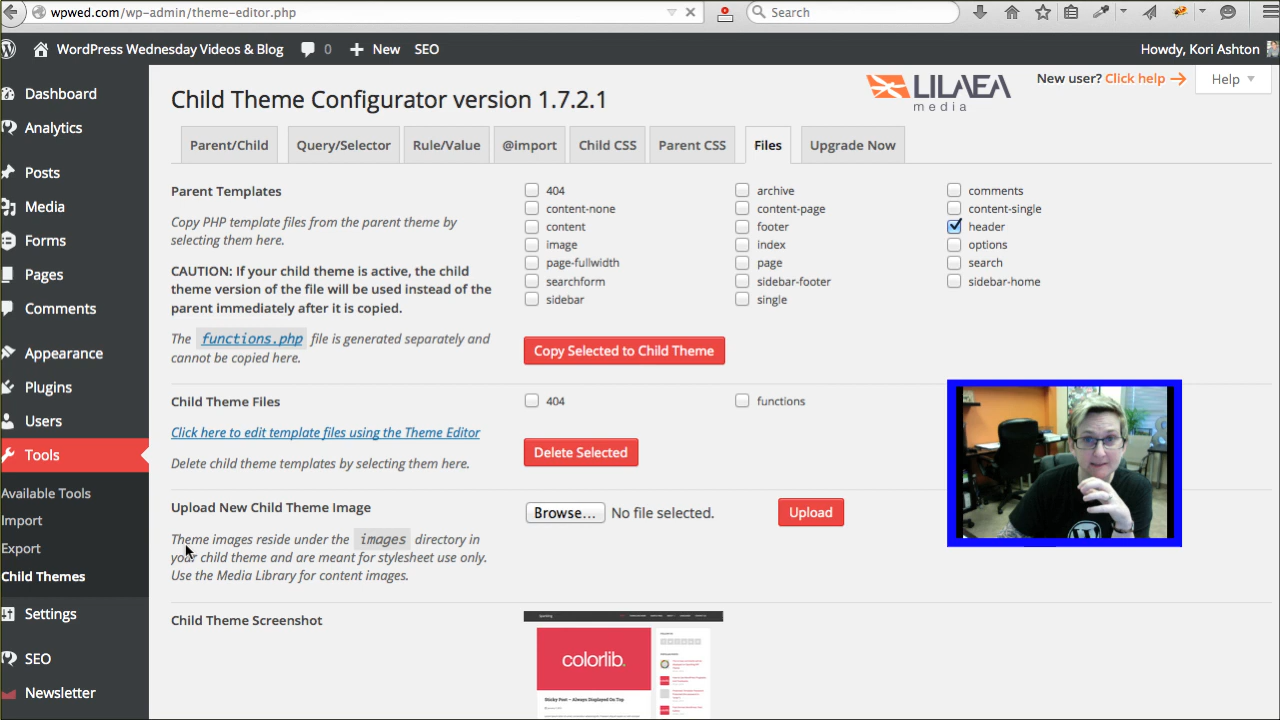 wpwed.com/wp-admin/theme-editor.php
Search
WordPress Wednesday Videos & Blog
0
New
SEO
Howdy, Kori Ashton
Dashboard
Analytics
Posts
Media
Forms
Pages
Comments
Appearance
Plugins
Users
Tools
Available Tools
Import
Export
Child Themes
Settings
SEO
Newsletter
Child Theme Configurator version 1.7.2.1
LILAEA
media
New user? Click help →
Help
Parent/Child
Query/Selector
Rule/Value
@import
Child CSS
Parent CSS
Files
Upgrade Now
Parent Templates
Copy PHP template files from the parent theme by
selecting them here.
CAUTION: If your child theme is active, the child
theme version of the file will be used instead of the
parent immediately after it is copied.
The functions.php file is generated separately and
cannot be copied here.
404
archive
comments
content-none
content-page
content-single
content
footer
header
image
index
options
page-fullwidth
page
search
searchform
sidebar-footer
sidebar-home
sidebar
single
Copy Selected to Child Theme
Child Theme Files
Click here to edit template files using the Theme Editor
Delete child theme templates by selecting them here.
404
functions
Delete Selected
Upload New Child Theme Image
Theme images reside under the images directory in
your child theme and are meant for stylesheet use only.
Use the Media Library for content images.
Browse...
No file selected.
Upload
Child Theme Screenshot
colorlib.
Sticky Post – Always Displayed On Top